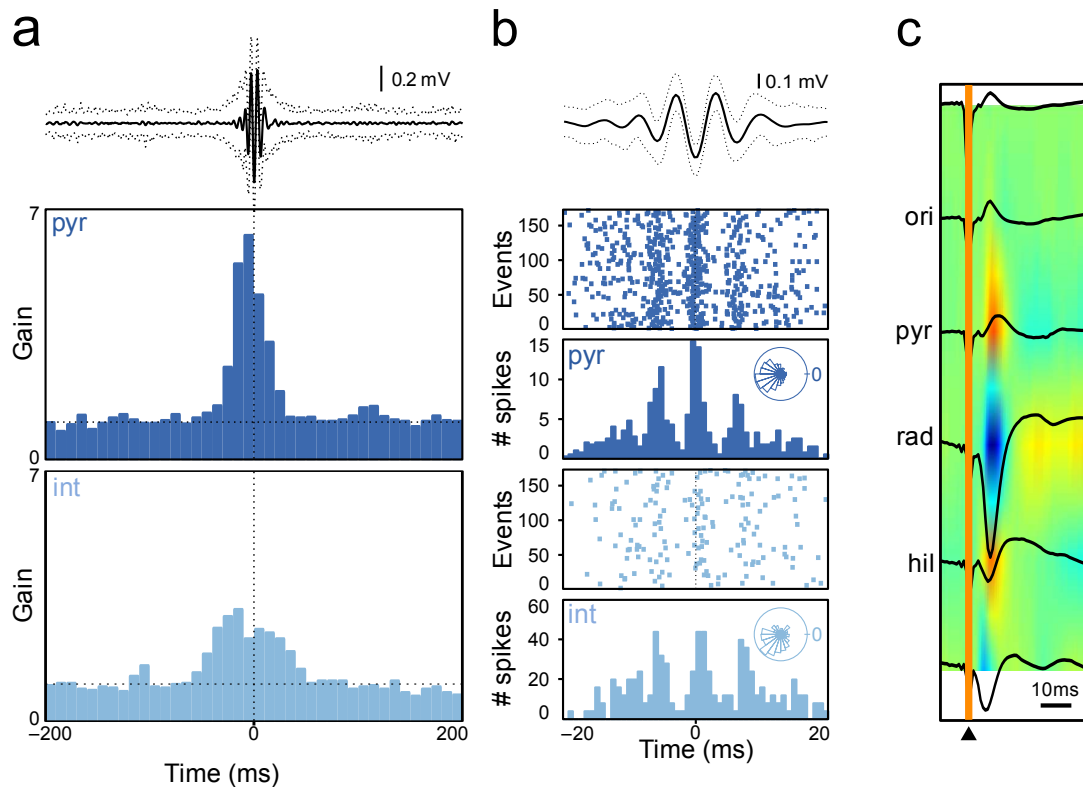 a
0.2 mV
7
pyr
Gain
0
7
int
Gain
0
–200
0
200
Time (ms)
b
0.1 mV
Events
150
100
50
0
# spikes
15
10
5
0
pyr
0
Events
150
100
50
0
# spikes
60
40
20
0
int
0
–20
0
20
Time (ms)
c
ori
pyr
rad
hil
10ms